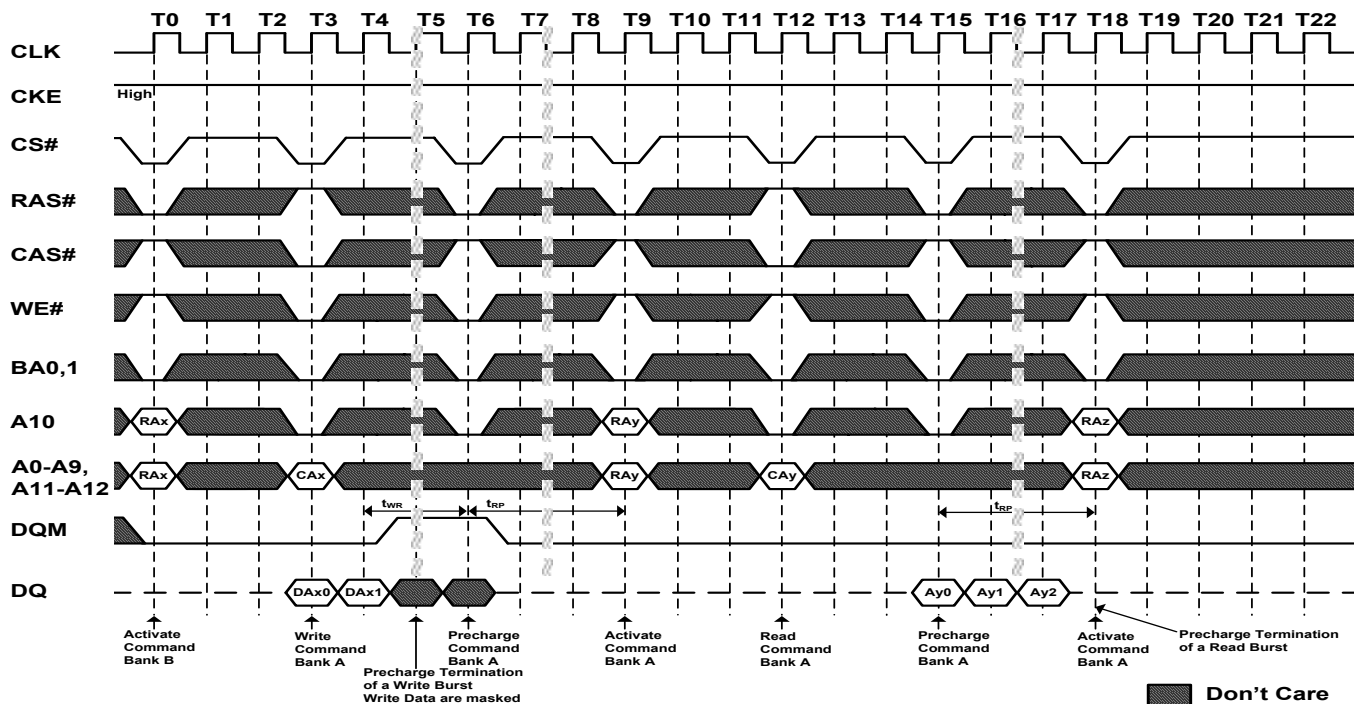 T0 T1 T2 T3 T4 T5 T6 T7 T8 T9 T10 T11 T12 T13 T14 T15 T16 T17 T18 T19 T20 T21 T22
CLK
CKE
High
CS#
RAS#
CAS#
WE#
BA0,1
A10
RAx
RAy
RAz
A0-A9,
A11-A12
RAx
CAx
RAy
CAy
RAz
tWR
tRP
tRP
DQM
DQ
DAx0
DAx1
Ay0
Ay1
Ay2
Activate
Command
Bank B
Write
Command
Bank A
Precharge Termination
of a Write Burst
Write Data are masked
Precharge
Command
Bank A
Activate
Command
Bank A
Read
Command
Bank A
Precharge
Command
Bank A
Activate
Command
Bank A
Precharge Termination
of a Read Burst
Don't Care